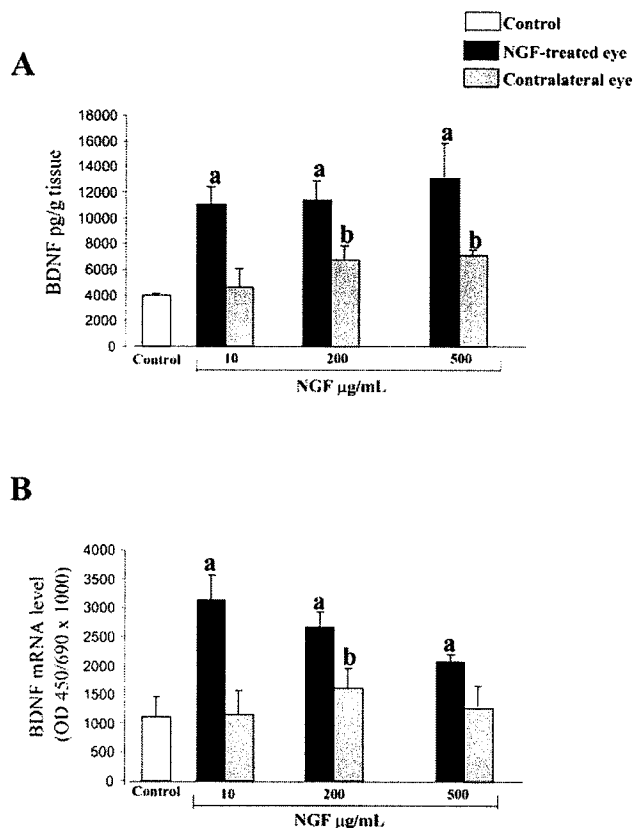 Control
NGF-treated eye
Contralateral eye
A
BDNF pg/g tissue
18000
16000
14000
12000
10000
8000
6000
4000
2000
0
a
a
a
b
b
Control
10
200
500
NGF µg/mL
B
BDNF mRNA level
(OD 450/690 x 1000)
4000
3500
3000
2500
2000
1500
1000
500
0
a
a
a
b
Control
10
200
500
NGF µg/mL